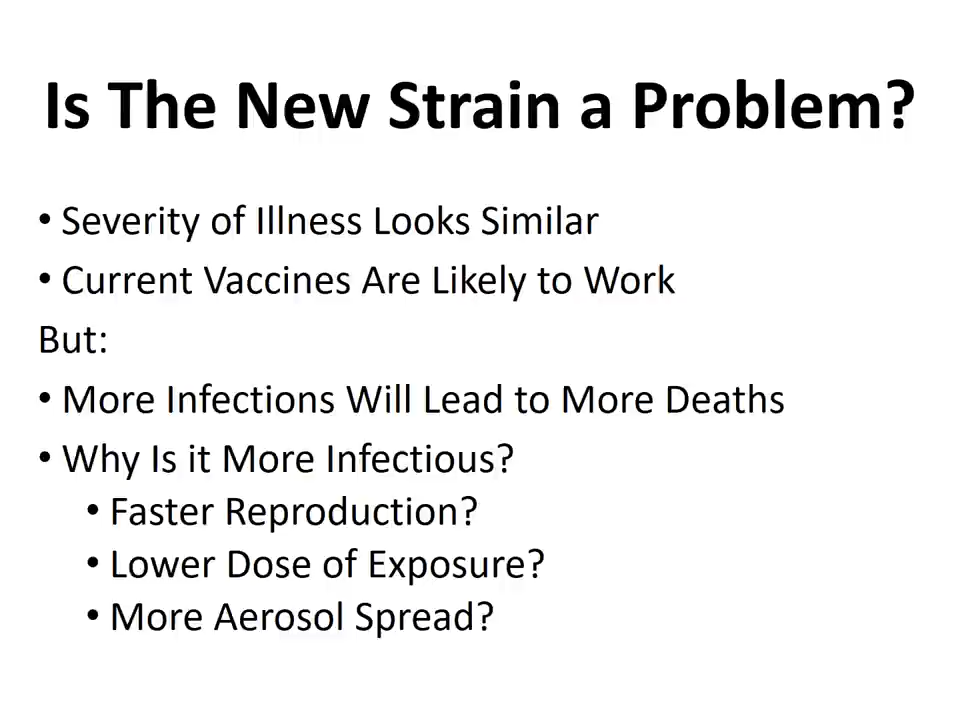 Is The New Strain a Problem?
• Severity of Illness Looks Similar
• Current Vaccines Are Likely to Work
But:
• More Infections Will Lead to More Deaths
• Why Is it More Infectious?
• Faster Reproduction?
• Lower Dose of Exposure?
• More Aerosol Spread?